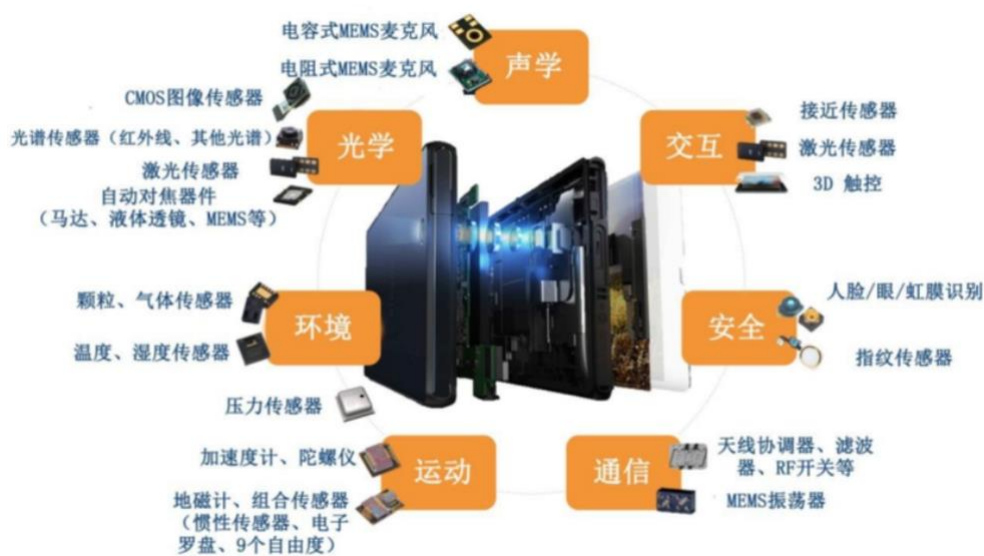 电容式MEMS麦克风
电阻式MEMS麦克风
声学
CMOS图像传感器
光谱传感器（红外线、其他光谱）
激光传感器
自动对焦器件
（马达、液体透镜、MEMS等）
光学
接近传感器
激光传感器
3D 触控
交互
颗粒、气体传感器
温度、湿度传感器
环境
人脸/眼/虹膜识别
指纹传感器
安全
压力传感器
加速度计、陀螺仪
地磁计、组合传感器
（惯性传感器、电子
罗盘、9个自由度）
运动
天线协调器、滤波
器、RF开关等
MEMS振荡器
通信